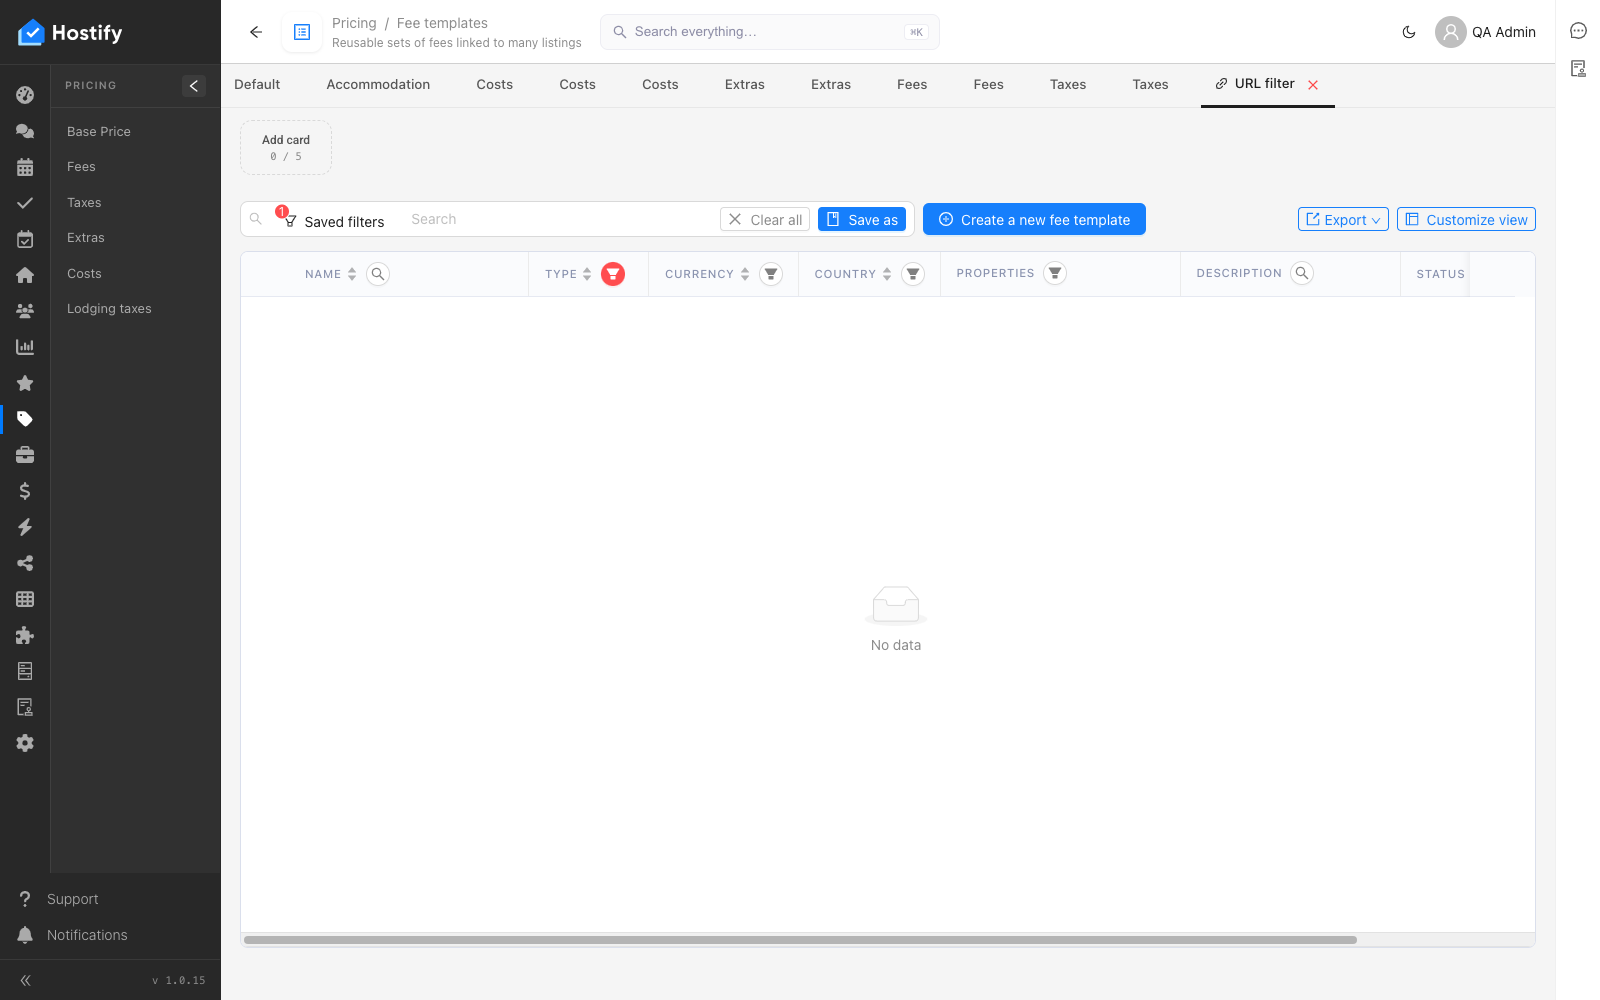 Hostify
Pricing / Fee templates
Reusable sets of fees linked to many listings
Search everything...
⌘K
QA Admin
PRICING
Base Price
Fees
Taxes
Extras
Costs
Lodging taxes
Support
Notifications
v 1.0.15
Default
Accommodation
Costs
Costs
Costs
Extras
Extras
Fees
Fees
Taxes
Taxes
URL filter
Add card
0 / 5
1
Saved filters
Search
Clear all
Save as
Create a new fee template
Export
Customize view
NAME
TYPE
CURRENCY
COUNTRY
PROPERTIES
DESCRIPTION
STATUS
No data